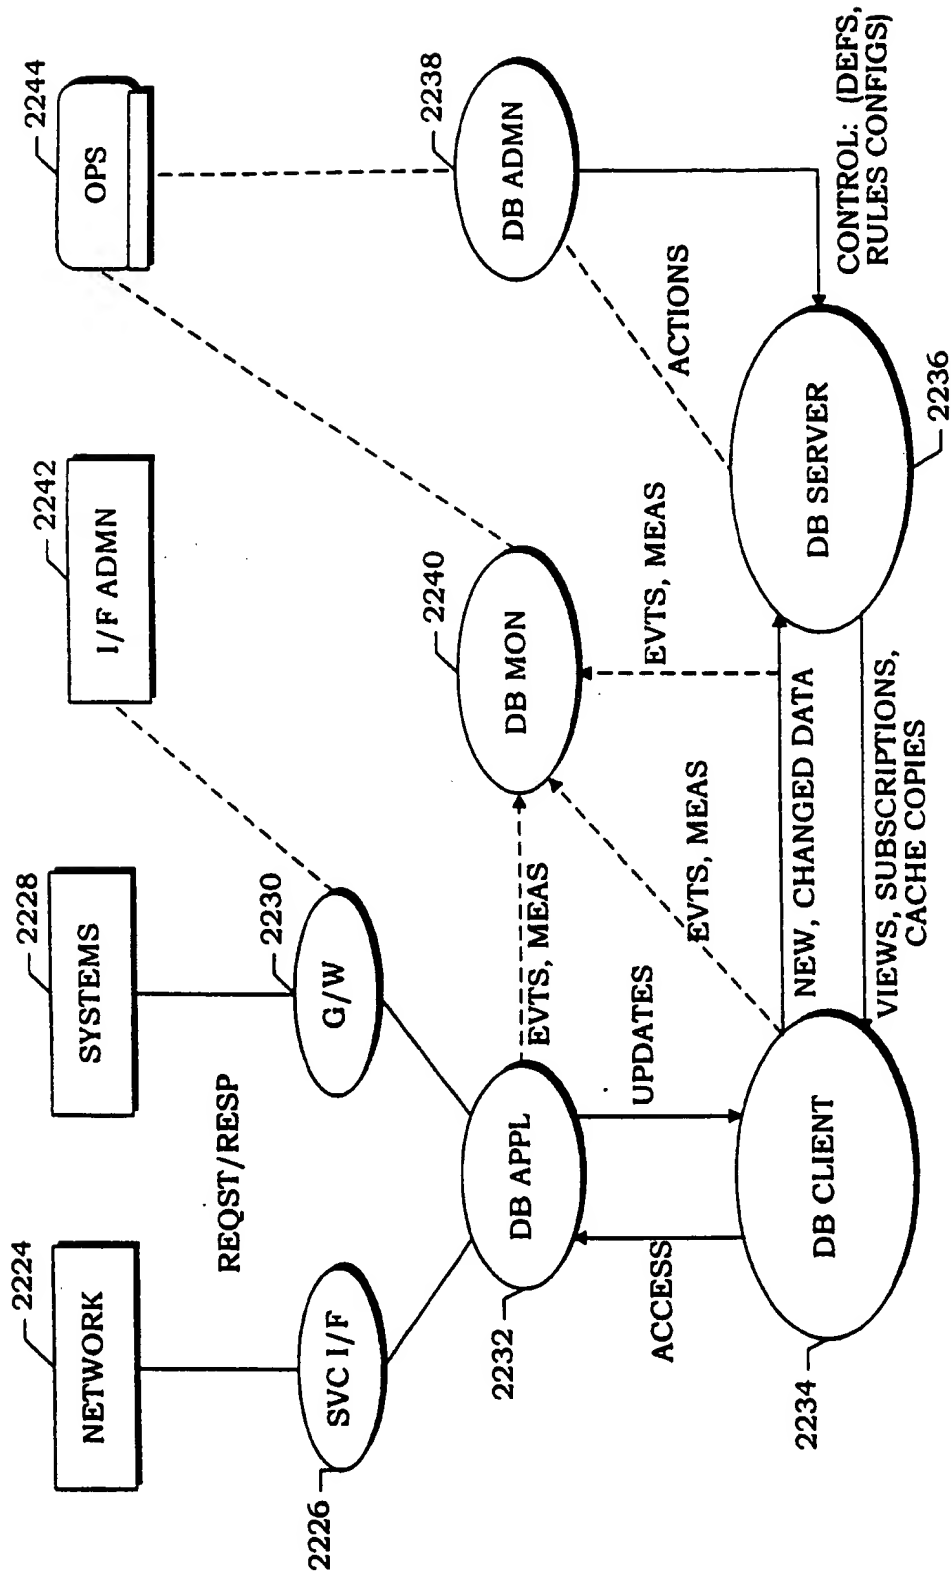 2224
NETWORK
2228
SYSTEMS
2242
I/F ADMN
2244
OPS
REQST/RESP
2226
SVC I/F
2230
G/W
2232
DB APPL
EVTS, MEAS
2240
DB MON
2238
DB ADMN
ACCESS
UPDATES
EVTS, MEAS
EVTS, MEAS
ACTIONS
2234
DB CLIENT
NEW, CHANGED DATA
VIEWS, SUBSCRIPTIONS,
CACHE COPIES
DB SERVER
2236
CONTROL: (DEFS,
RULES CONFIGS)